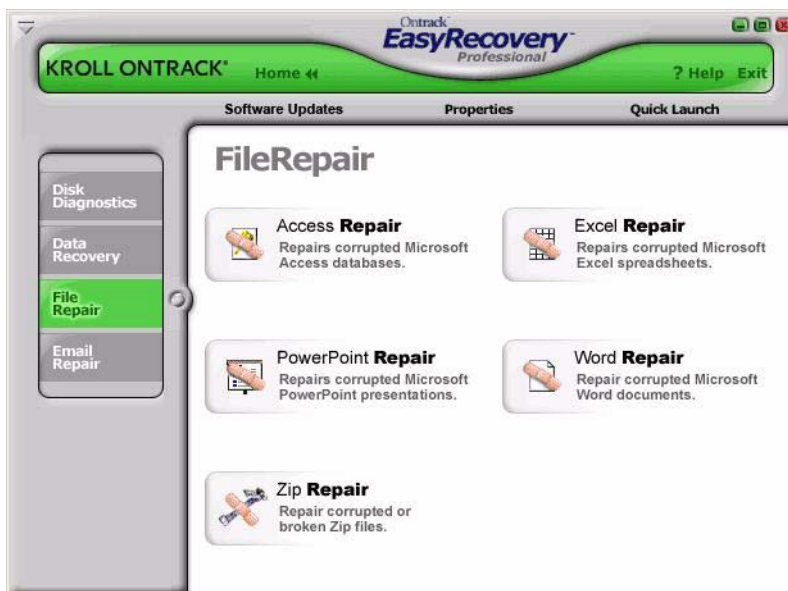 Ontrack
EasyRecovery
Professional
KROLL ONTRACK®
Home
? Help
Exit
Software Updates
Properties
Quick Launch
Disk
Diagnostics
Data
Recovery
File
Repair
Email
Repair
FileRepair
Access Repair
Repairs corrupted Microsoft
Access databases.
Excel Repair
Repairs corrupted Microsoft
Excel spreadsheets.
PowerPoint Repair
Repairs corrupted Microsoft
PowerPoint presentations.
Word Repair
Repair corrupted Microsoft
Word documents.
Zip Repair
Repair corrupted or
broken Zip files.